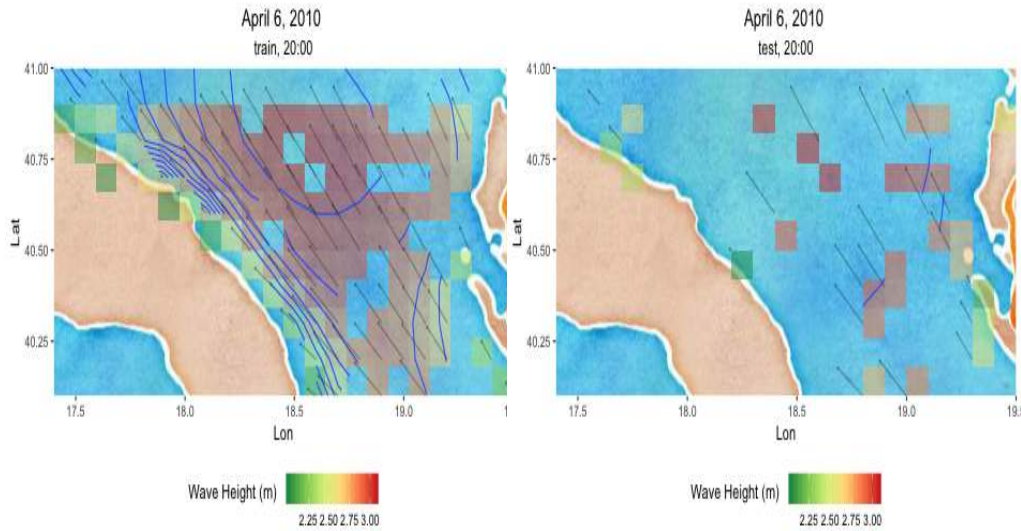 April 6, 2010
train, 20:00
41.00
40.75
40.50
40.25
Lat
17.5 18.0 18.5 19.0 1
Lon
Wave Height (m)
2.25 2.50 2.75 3.00
April 6, 2010
test, 20:00
41.00
40.75
40.50
40.25
Lat
17.5 18.0 18.5 19.0 19.5
Lon
Wave Height (m)
2.25 2.50 2.75 3.00